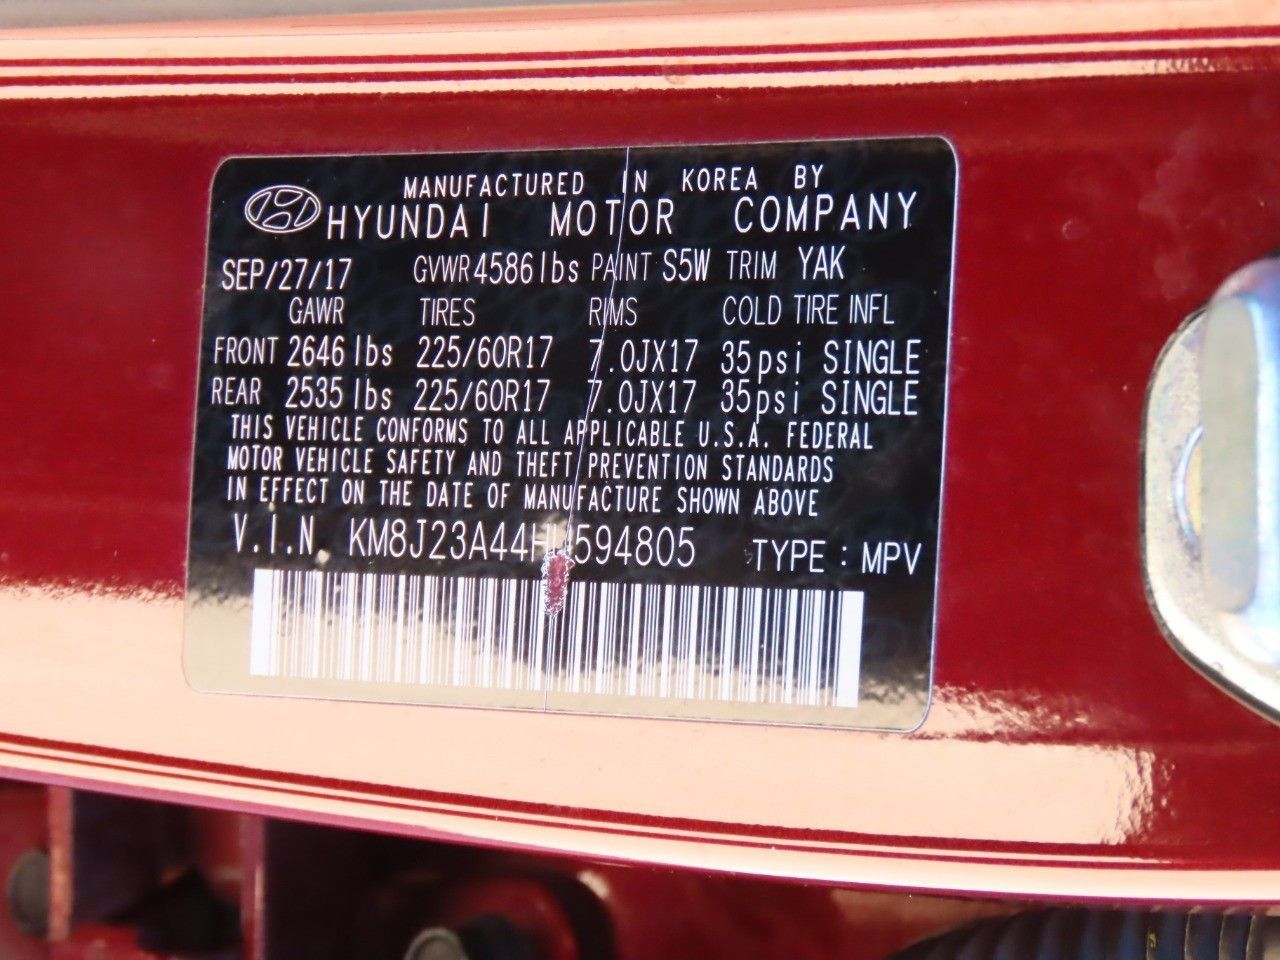 MANUFACTURED IN KOREA BY
HYUNDAI MOTOR COMPANY
SEP/27/17 GVWR 4586 lbs PAINT S5W TRIM YAK
GAWR TIRES RIMS COLD TIRE INFL
FRONT 2646 lbs 225/60R17 7.0JX17 35psi SINGLE
REAR 2535 lbs 225/60R17 7.0JX17 35psi SINGLE
THIS VEHICLE CONFORMS TO ALL APPLICABLE U.S.A. FEDERAL
MOTOR VEHICLE SAFETY AND THEFT PREVENTION STANDARDS
IN EFFECT ON THE DATE OF MANUFACTURE SHOWN ABOVE
V.I.N. TYPE : MPV